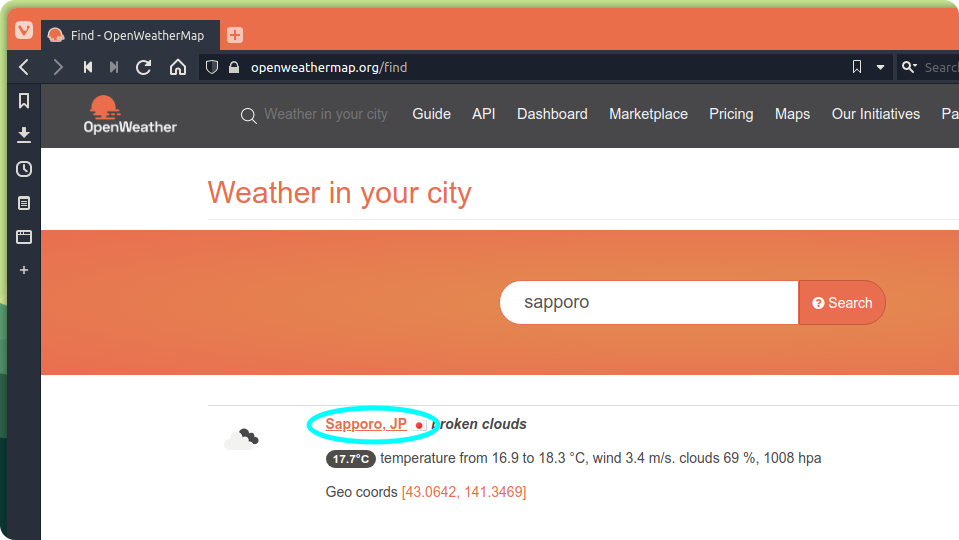 Find - OpenWeatherMap
openweathermap.org/find
Search
OpenWeather
Weather in your city
Guide
API
Dashboard
Marketplace
Pricing
Maps
Our Initiatives
Pa
Weather in your city
sapporo
Search
Sapporo, JP
broken clouds
17.7°C temperature from 16.9 to 18.3 °C, wind 3.4 m/s. clouds 69 %, 1008 hpa
Geo coords [43.0642, 141.3469]